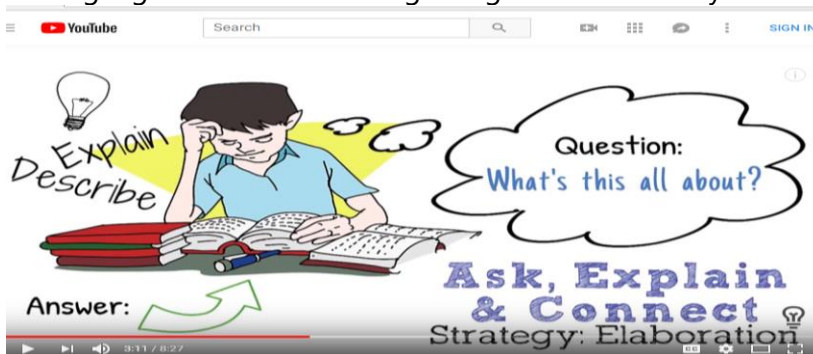 YouTube
Search
SIGN IN
Explain
Describe
Question:
What's this all about?
Ask, Explain
& Connect
Strategy: Elaboration
Answer:
3:11 / 8:27